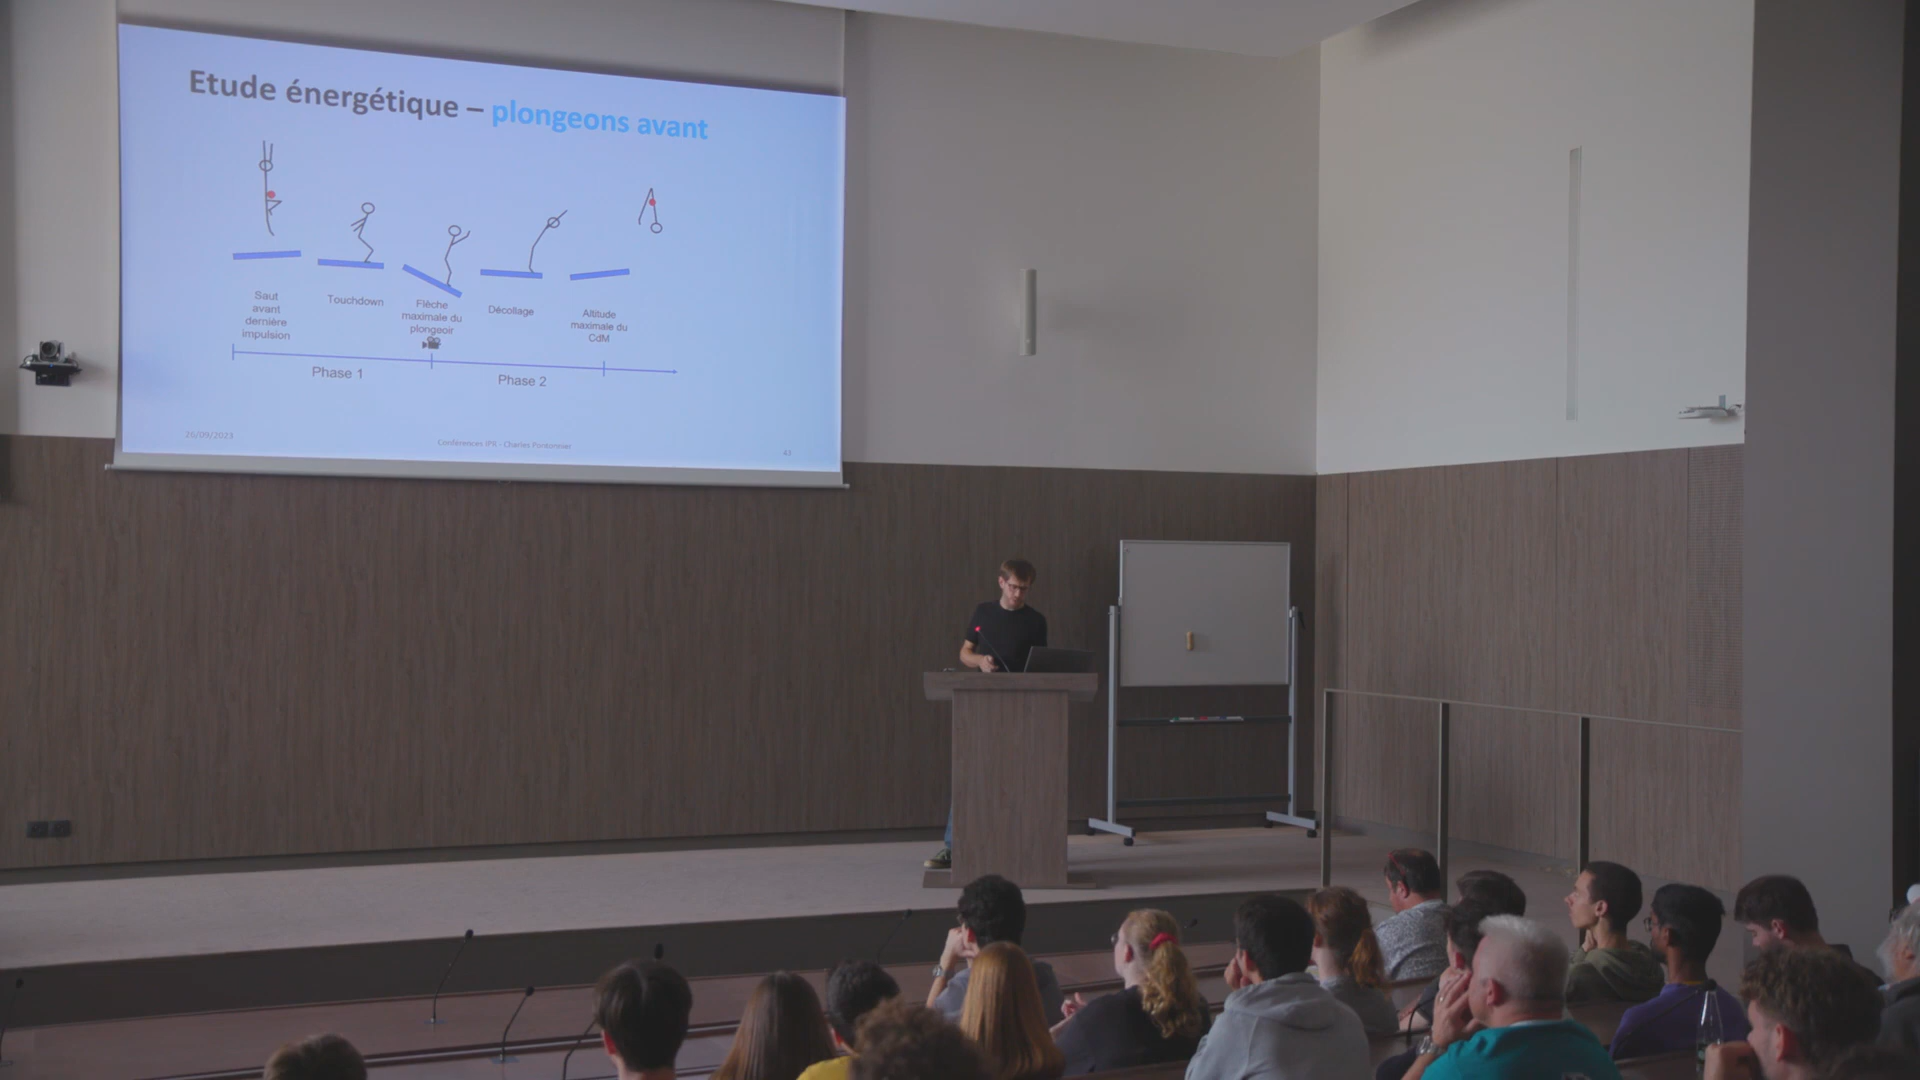 Etude énergétique – plongeons avant
Saut
avant
dernière
impulsion
Touchdown
Flèche
maximale du
plongeoir
Décollage
Altitude
maximale du
CdM
Phase 1
Phase 2
26/09/2023
Conférences IPR - Charles Pontonnier
43